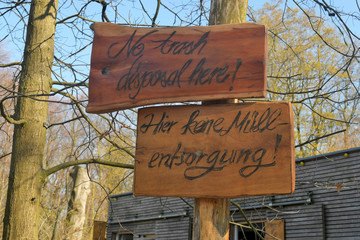 No trash
disposal here!
Hier keine Müll
entsorgung!